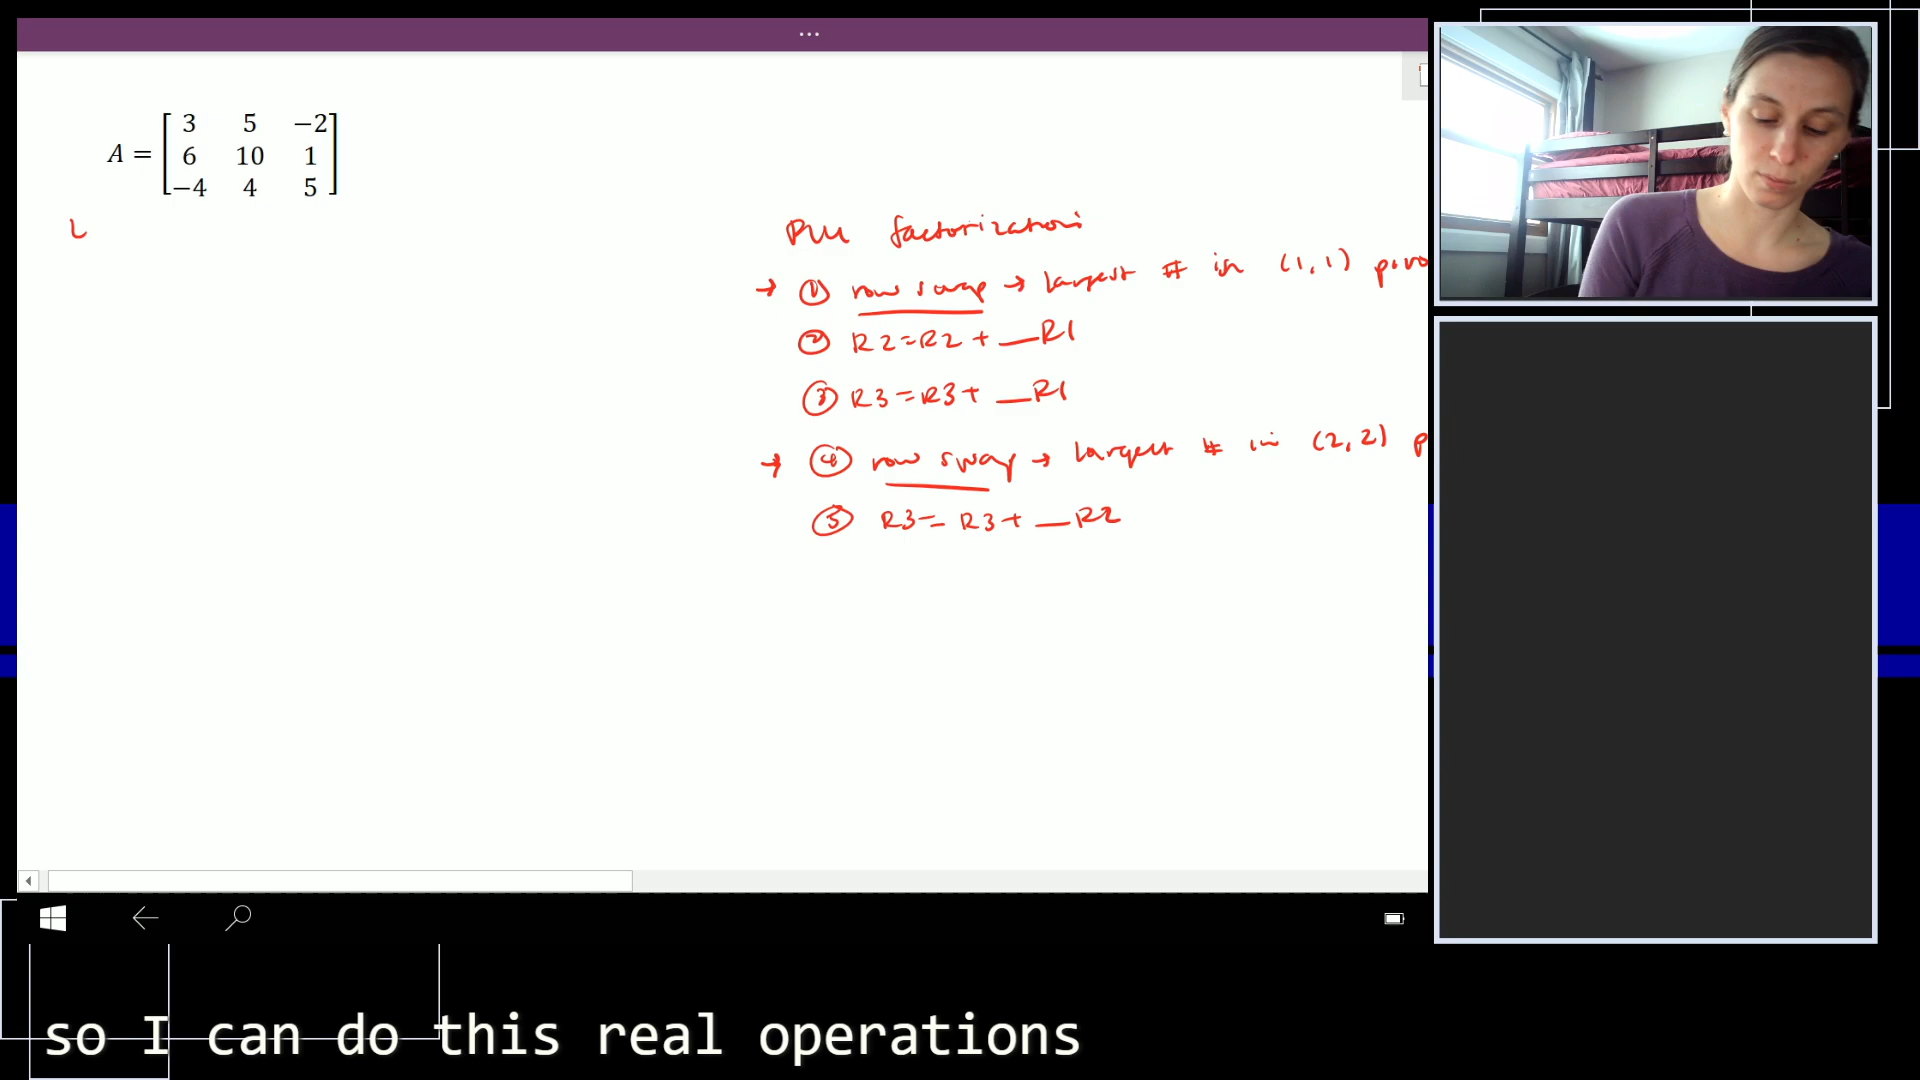 ...
A = [3 5 −2
6 10 1
−4 4 5]
L
PLU factorization
→ ① row swap → largest # in (1,1) pivo
② R2=R2 + __R1
③ R3=R3+ __R1
→ ④ row swap → largest # in (2,2) p
⑤ R3= R3+ __R2
so I can do this real operations